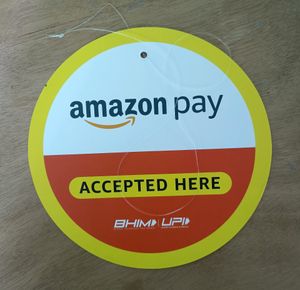 amazon pay
ACCEPTED HERE
BHIM UPI